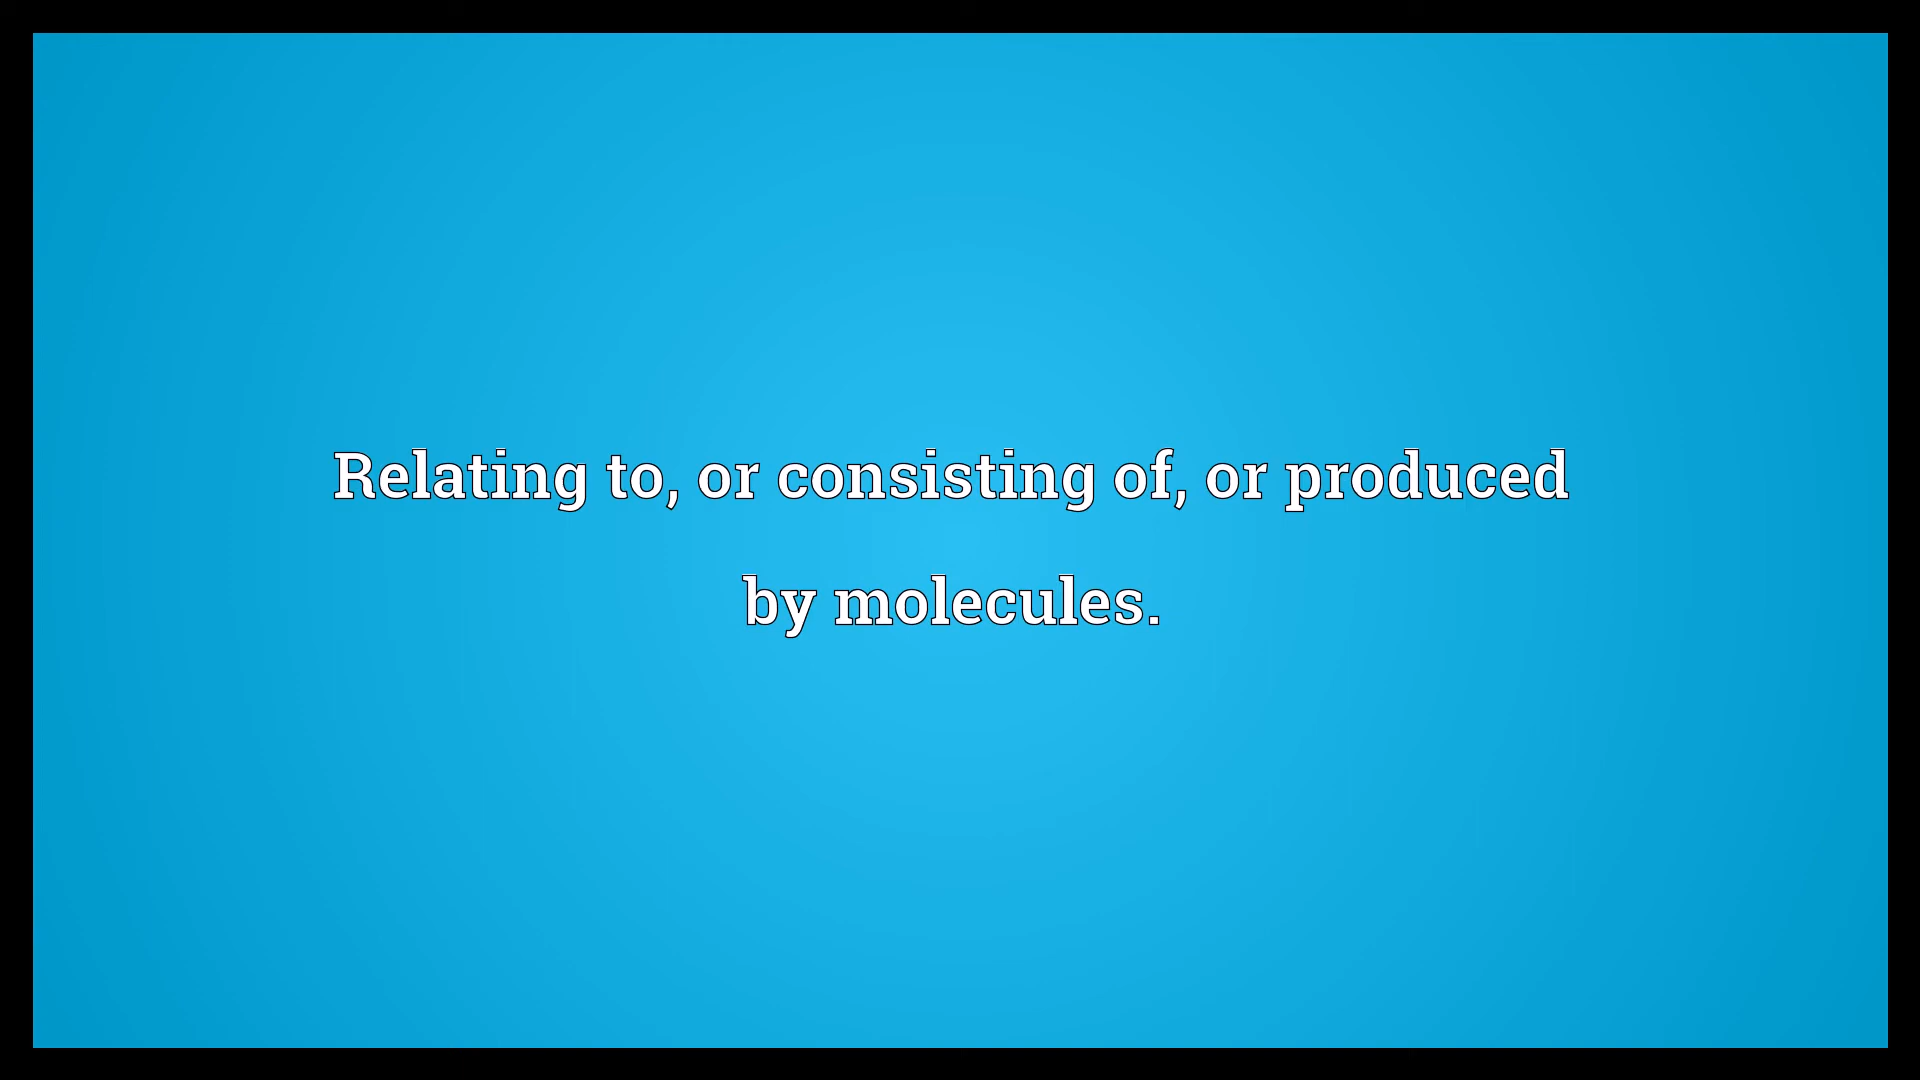 Relating to, or consisting of, or produced
by molecules.